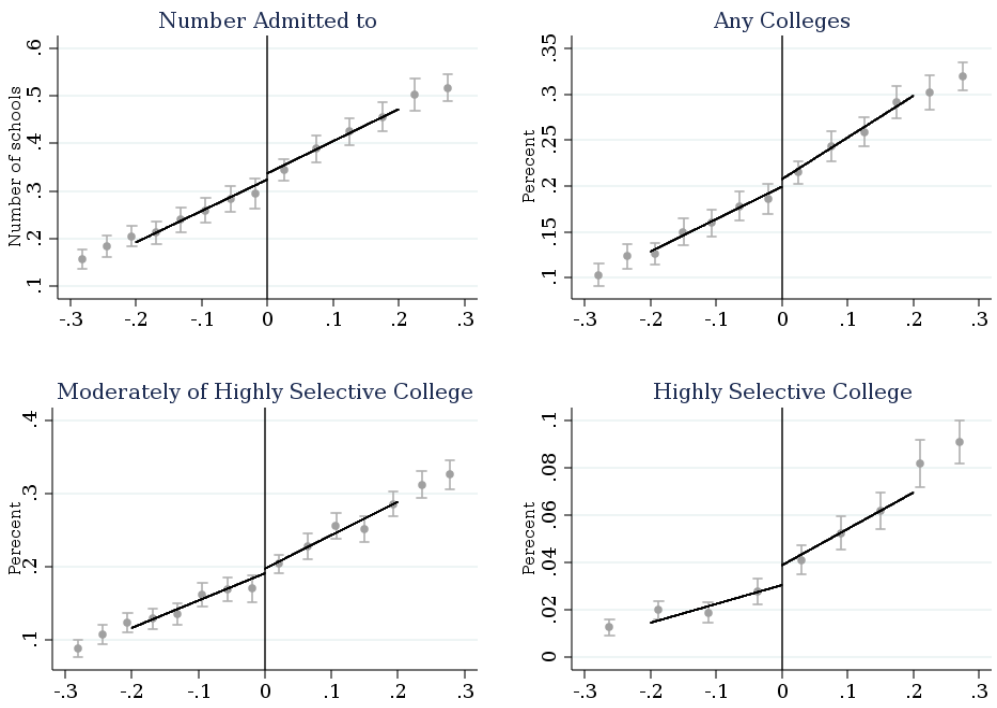 Number Admitted to
Number of schools
.6
.5
.4
.3
.2
.1
-.3 -.2 -.1 0 .1 .2 .3
Any Colleges
Perecent
.35
.3
.25
.2
.15
.1
-.3 -.2 -.1 0 .1 .2 .3
Moderately of Highly Selective College
Perecent
.4
.3
.2
.1
-.3 -.2 -.1 0 .1 .2 .3
Highly Selective College
Perecent
.1
.08
.06
.04
.02
0
-.3 -.2 -.1 0 .1 .2 .3